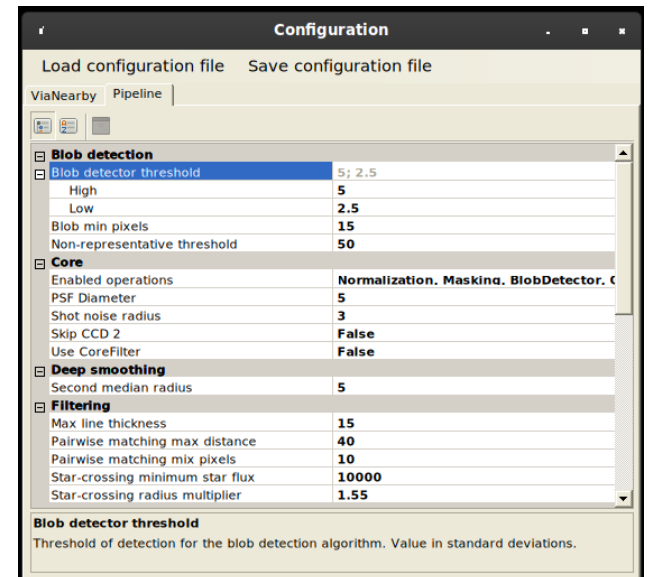 Configuration
Load configuration file Save configuration file
ViaNearby Pipeline
Blob detection
Blob detector threshold 5; 2.5
High 5
Low 2.5
Blob min pixels 15
Non-representative threshold 50
Core
Enabled operations Normalization, Masking, BlobDetector,
PSF Diameter 5
Shot noise radius 3
Skip CCD 2 False
Use CoreFilter False
Deep smoothing
Second median radius 5
Filtering
Max line thickness 15
Pairwise matching max distance 40
Pairwise matching mix pixels 10
Star-crossing minimum star flux 10000
Star-crossing radius multiplier 1.55
Blob detector threshold
Threshold of detection for the blob detection algorithm. Value in standard deviations.